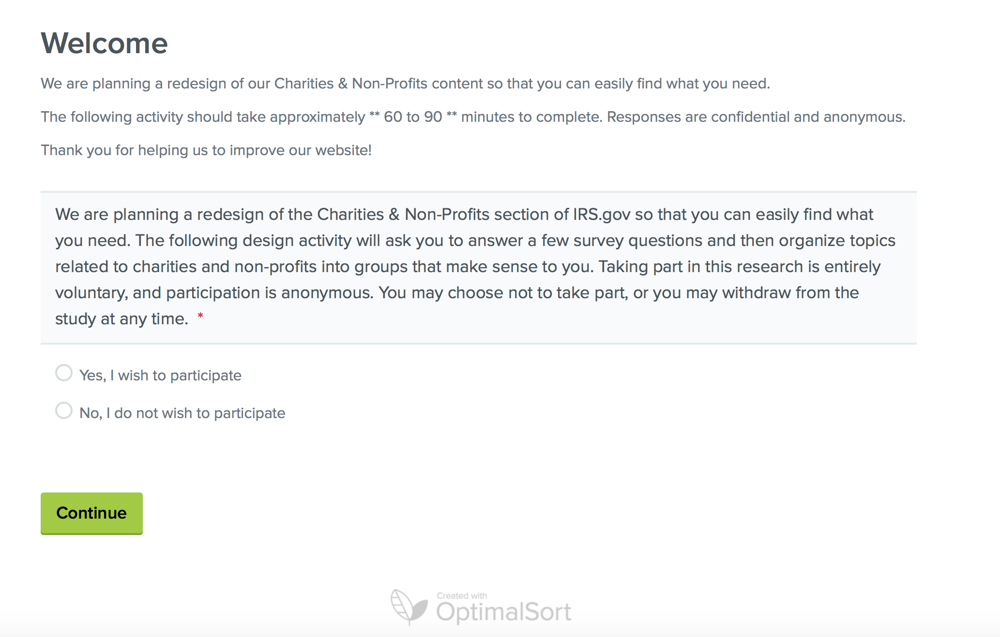 Welcome
We are planning a redesign of our Charities & Non-Profits content so that you can easily find what you need.
The following activity should take approximately ** 60 to 90 ** minutes to complete. Responses are confidential and anonymous.
Thank you for helping us to improve our website!
We are planning a redesign of the Charities & Non-Profits section of IRS.gov so that you can easily find what
you need. The following design activity will ask you to answer a few survey questions and then organize topics
related to charities and non-profits into groups that make sense to you. Taking part in this research is entirely
voluntary, and participation is anonymous. You may choose not to take part, or you may withdraw from the
study at any time. *
Yes, I wish to participate
No, I do not wish to participate
Continue
Created with
OptimalSort